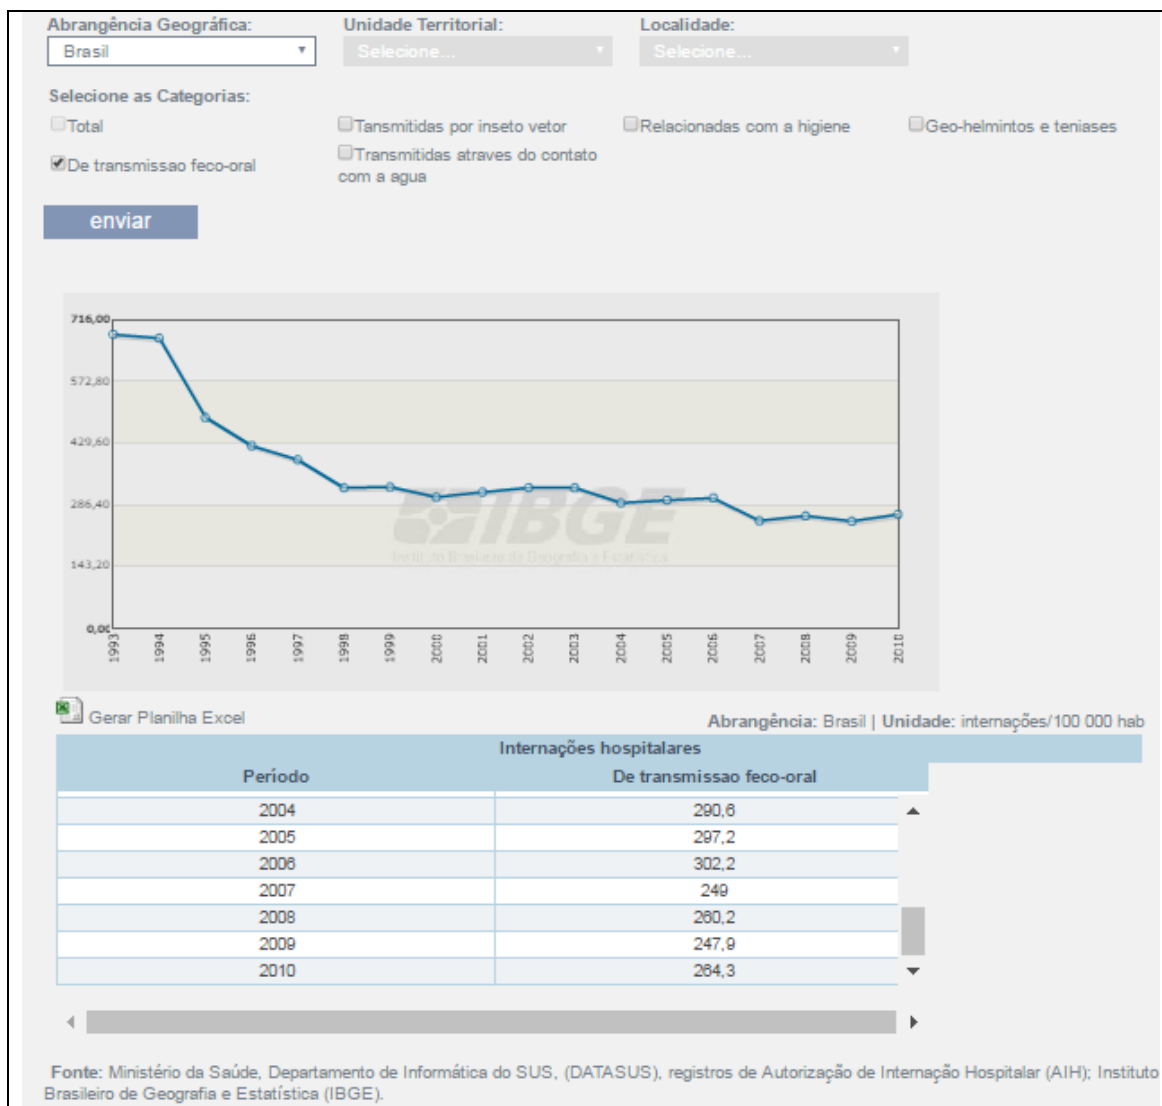 Abrangência Geográfica: Unidade Territorial: Localidade:
Brasil Selecione... Selecione...
Selecione as Categorias:
Total Tansmitidas por inseto vetor Relacionadas com a higiene Geo-helmintos e teniases
De transmissao feco-oral Transmitidas atraves do contato
com a agua
enviar
716,00
572,80
429,60
286,40
143,20
0,00
IBGE
Instituto Brasileiro de Geografia e Estatística
1993 1994 1995 1996 1997 1998 1999 2000 2001 2002 2003 2004 2005 2006 2007 2008 2009 2010
Gerar Planilha Excel Abrangência: Brasil | Unidade: internações/100 000 hab
Internações hospitalares
Período De transmissao feco-oral
2004 290,6
2005 297,2
2006 302,2
2007 249
2008 260,2
2009 247,9
2010 264,3
Fonte: Ministério da Saúde, Departamento de Informática do SUS, (DATASUS), registros de Autorização de Internação Hospitalar (AIH); Instituto
Brasileiro de Geografia e Estatística (IBGE).